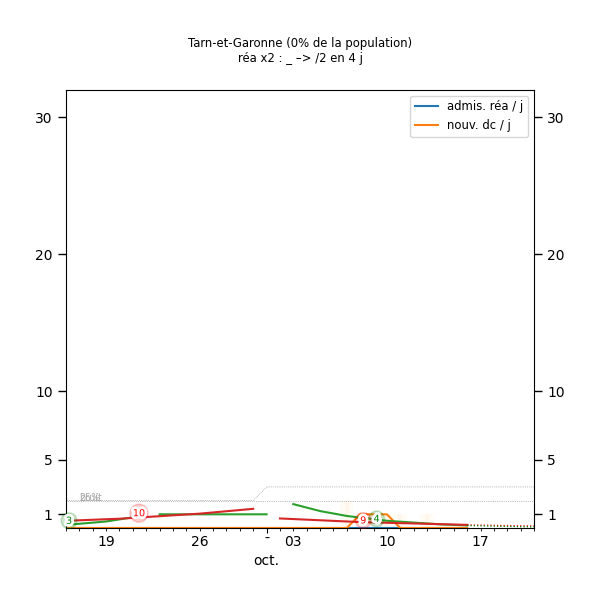 Tarn-et-Garonne (0% de la population)
réa x2 : _ –> /2 en 4 j
admis. réa / j
nouv. dc / j
30 30
20 20
10 10
5 5
1 1
3 10 9 4
19 26 - 03 10 17
oct.